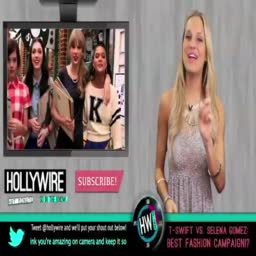 K
HOLLYWIRE
SUBSCRIBE!
HW
T-SWIFT VS. SELENA GOMEZ:
BEST FASHION CAMPAIGN!?
Tweet @hollywire and we'll put your shout out below!
ink you're amazing on camera and keep it so